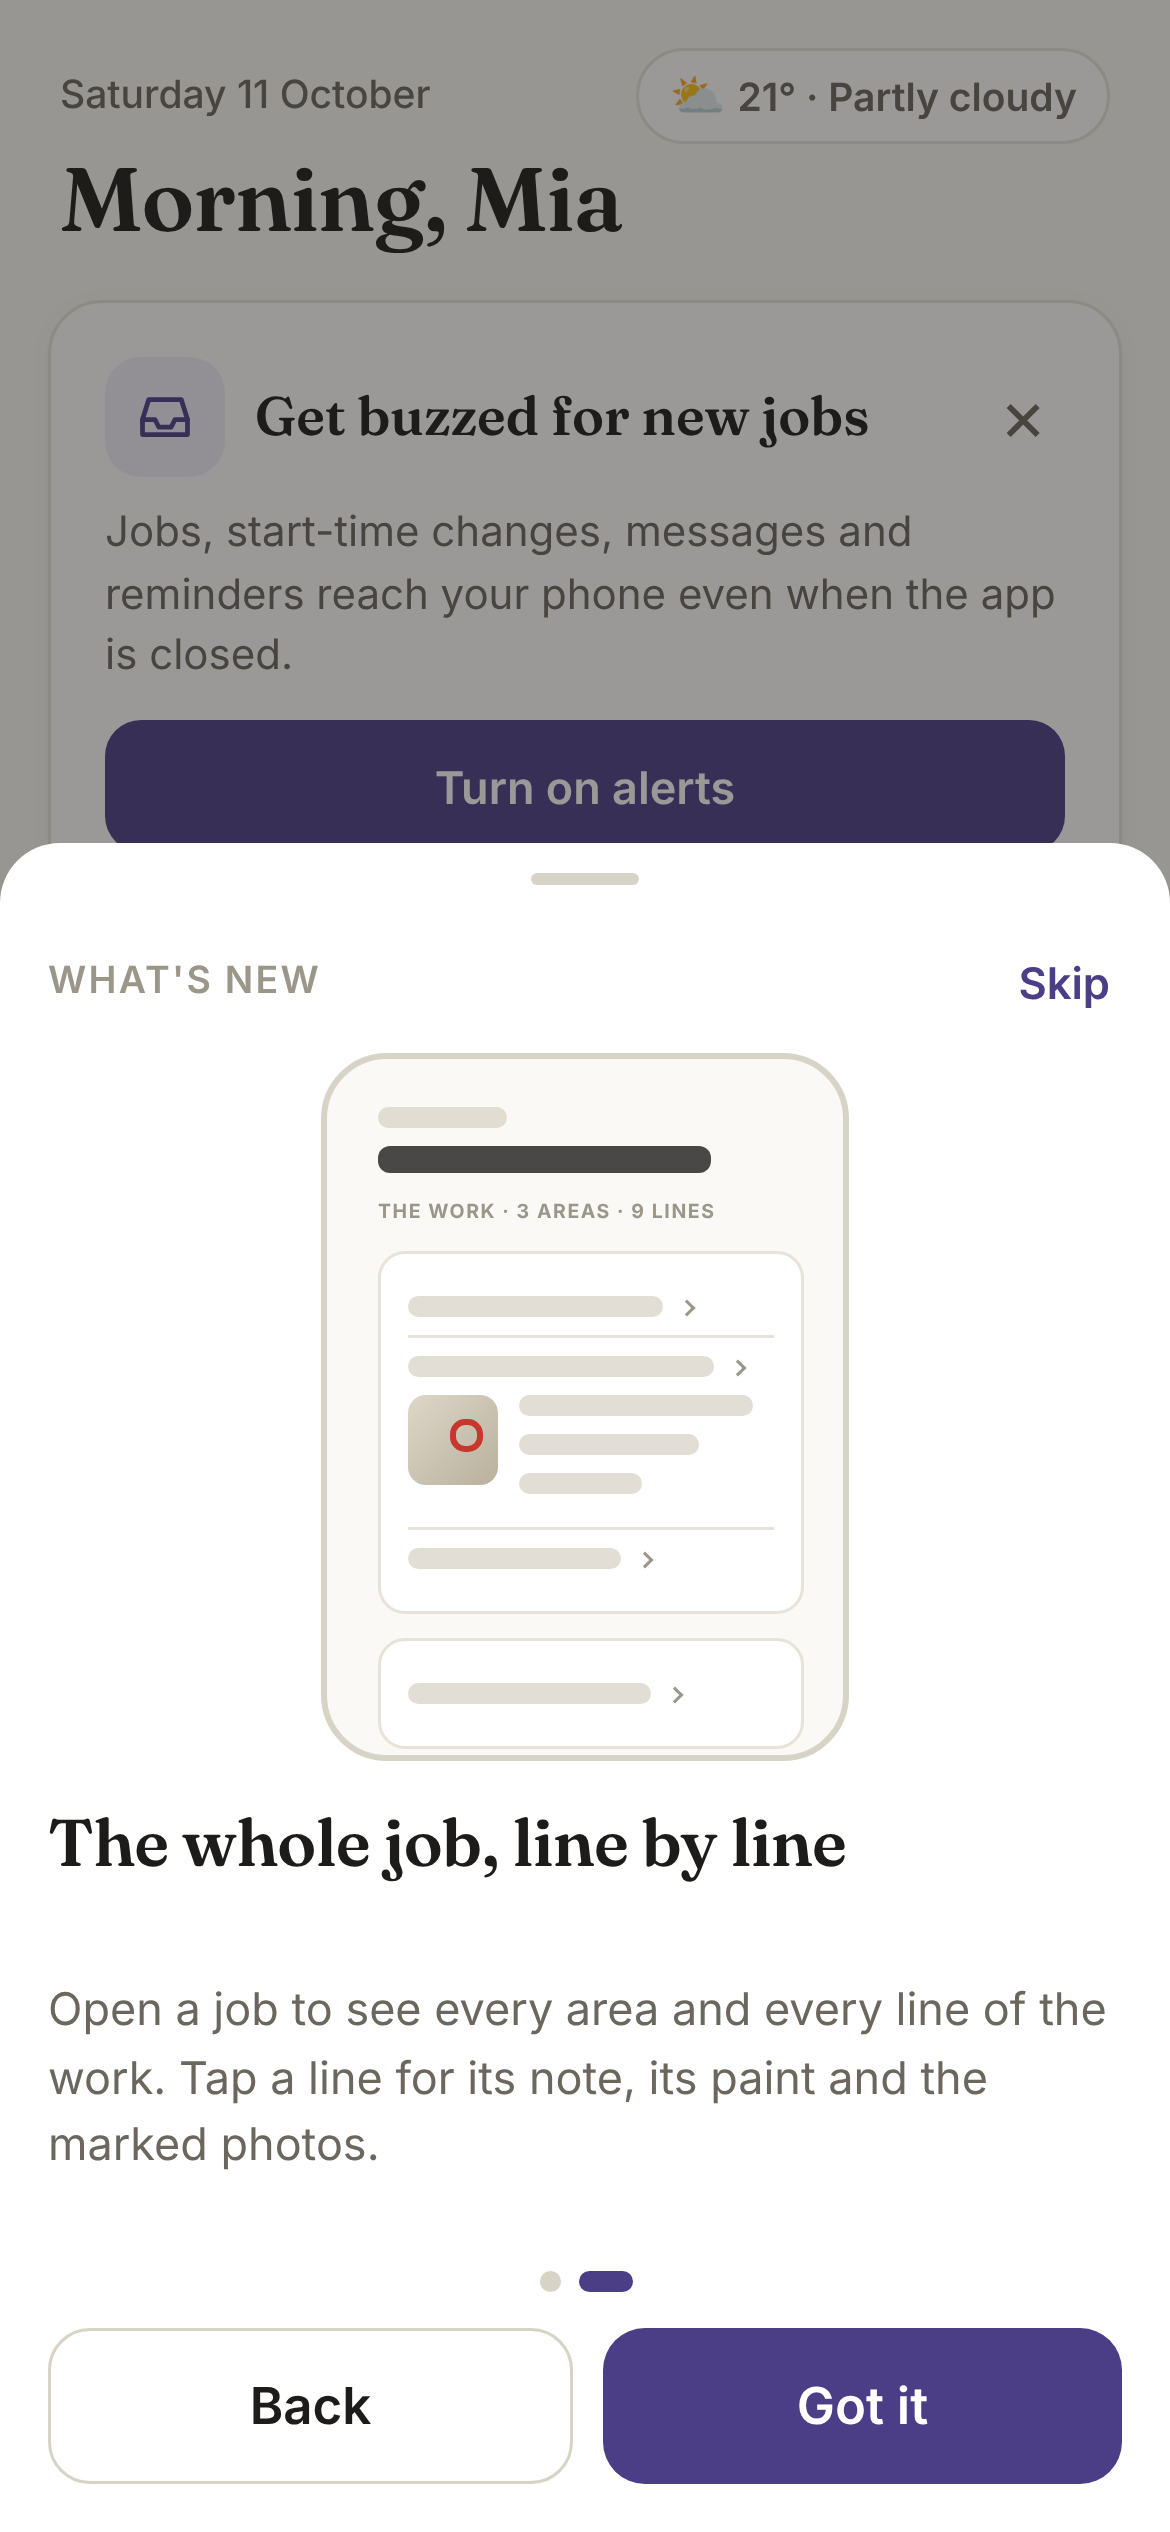 Saturday 11 October
⛅ 21° · Partly cloudy
Morning, Mia
Get buzzed for new jobs
Jobs, start-time changes, messages and
reminders reach your phone even when the app
is closed.
Turn on alerts
WHAT'S NEW
Skip
THE WORK · 3 AREAS · 9 LINES
The whole job, line by line
Open a job to see every area and every line of the
work. Tap a line for its note, its paint and the
marked photos.
Back
Got it